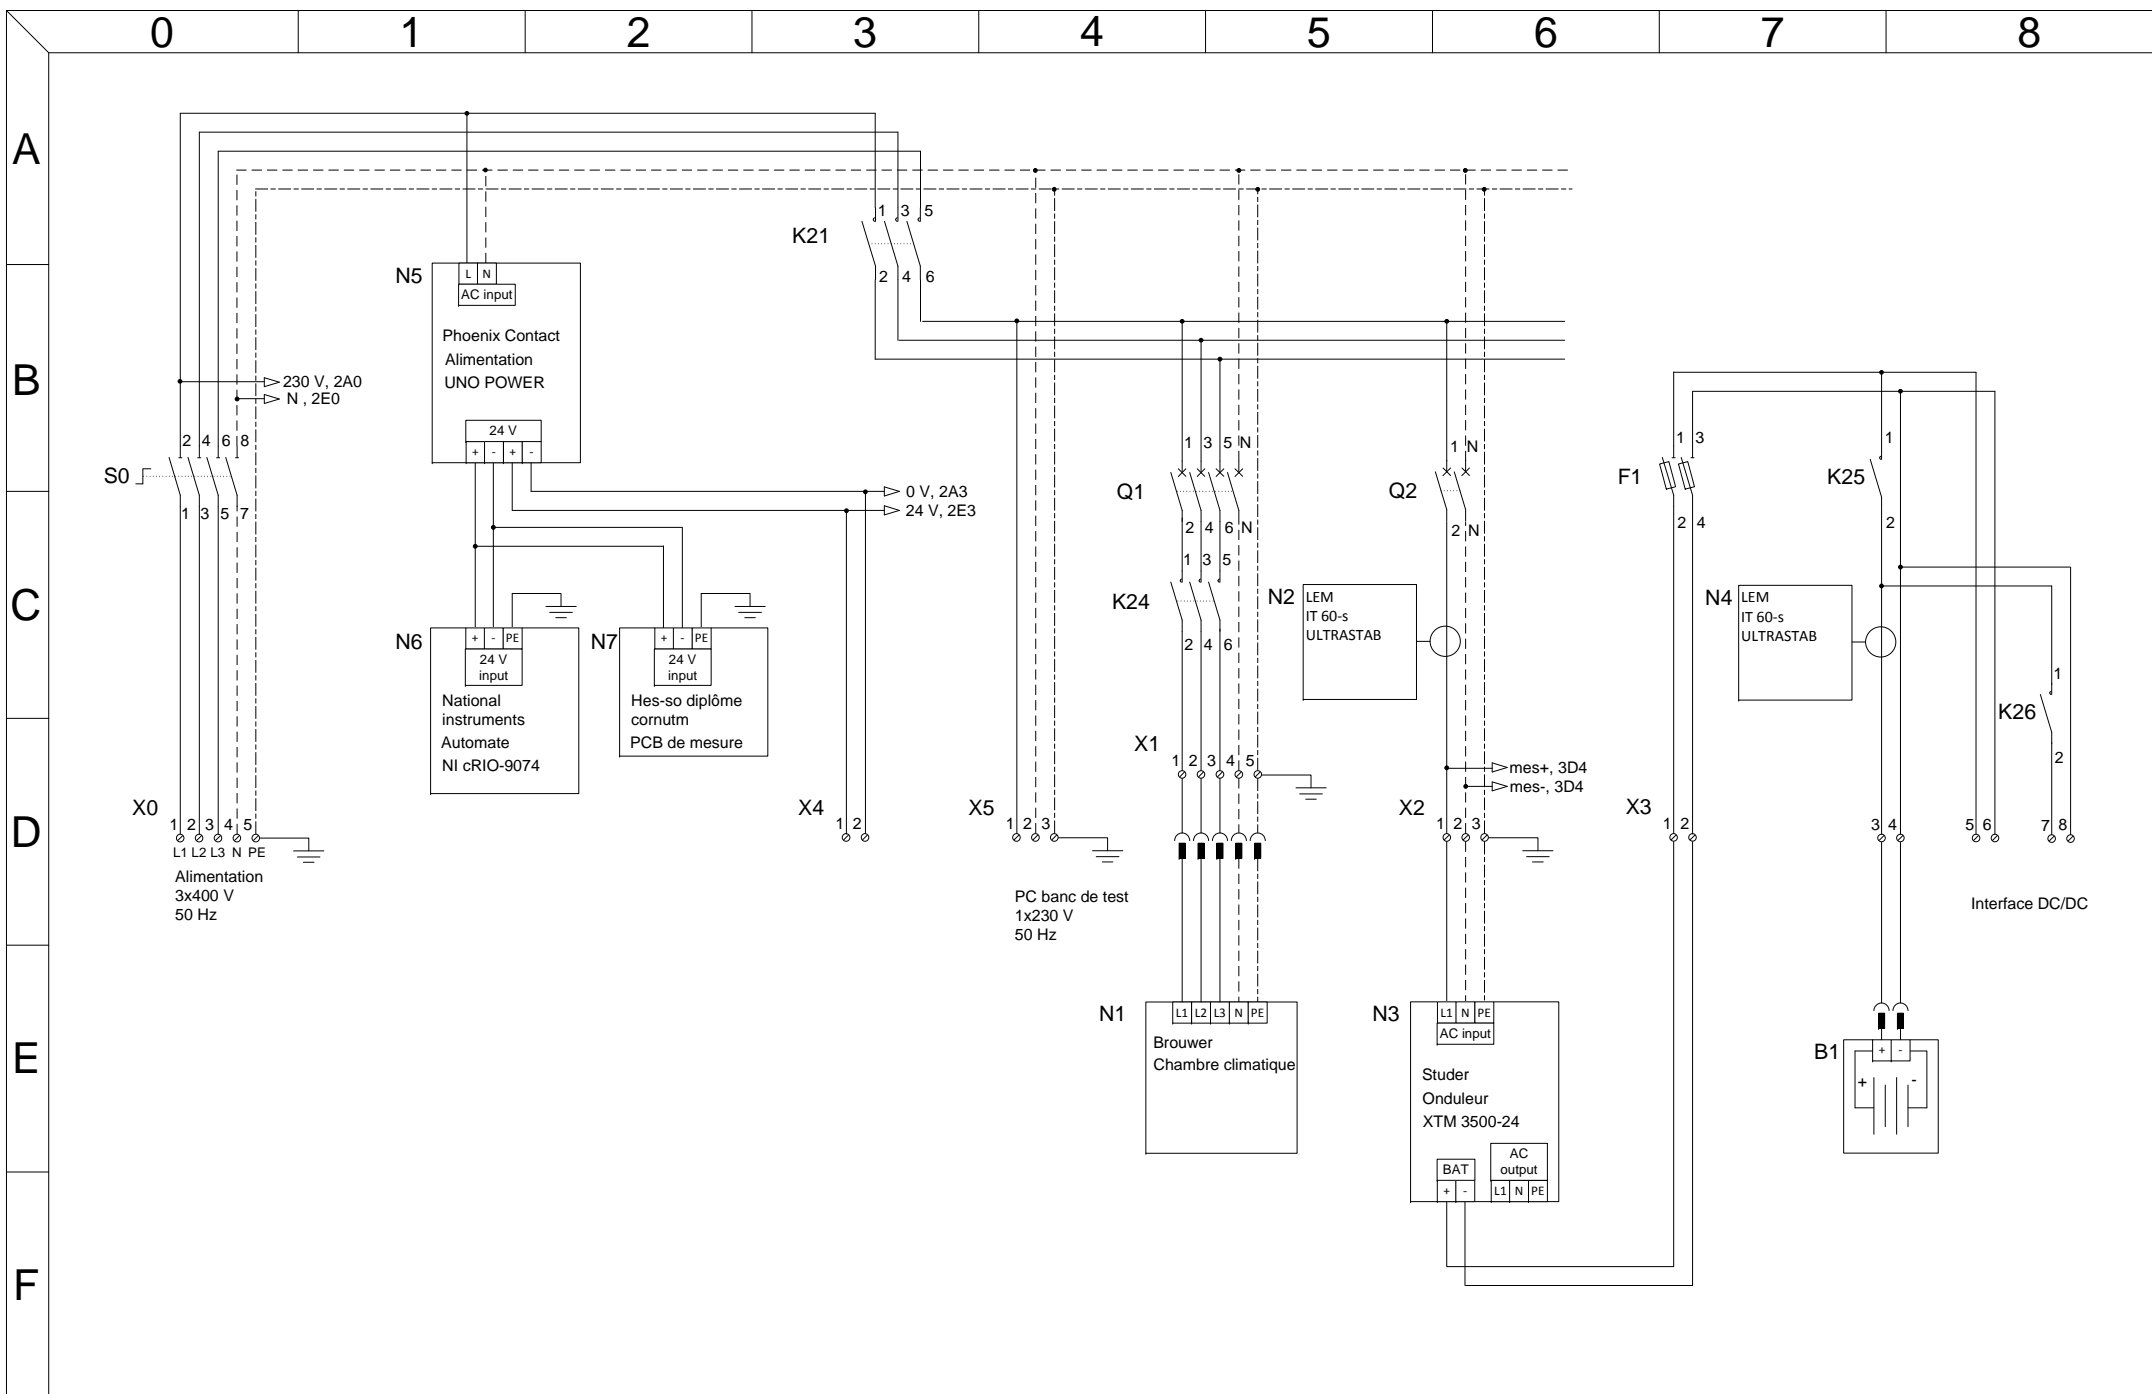 0 1 2 3 4 5 6 7 8
A
1 3 5
K21
2 4 6
N5
L N
AC input
Phoenix Contact
Alimentation
UNO POWER
24 V
+ - + -
B
230 V, 2A0
N , 2E0
2 4 6 8
S0
1 3 5 7
0 V, 2A3
24 V, 2E3
1 3 5 N
Q1
2 4 6 N
1 3 5
K24
2 4 6
1 N
Q2
2 N
1 3
F1
2 4
1
K25
2
C
N6
+ - PE
24 V
input
National
instruments
Automate
NI cRIO-9074
N7
+ - PE
24 V
input
Hes-so diplôme
cornutm
PCB de mesure
N2
LEM
IT 60-s
ULTRASTAB
N4
LEM
IT 60-s
ULTRASTAB
1
K26
2
X1
1 2 3 4 5
mes+, 3D4
mes-, 3D4
D
X0
1 2 3 4 5
L1 L2 L3 N PE
Alimentation
3x400 V
50 Hz
X4
1 2
X5
1 2 3
PC banc de test
1x230 V
50 Hz
X2
1 2 3
X3
1 2
3 4
5 6
7 8
Interface DC/DC
E
N1
L1 L2 L3 N PE
Brouwer
Chambre climatique
N3
L1 N PE
AC input
Studer
Onduleur
XTM 3500-24
BAT
+ -
AC
output
L1 N PE
B1
+ -
+ -
F